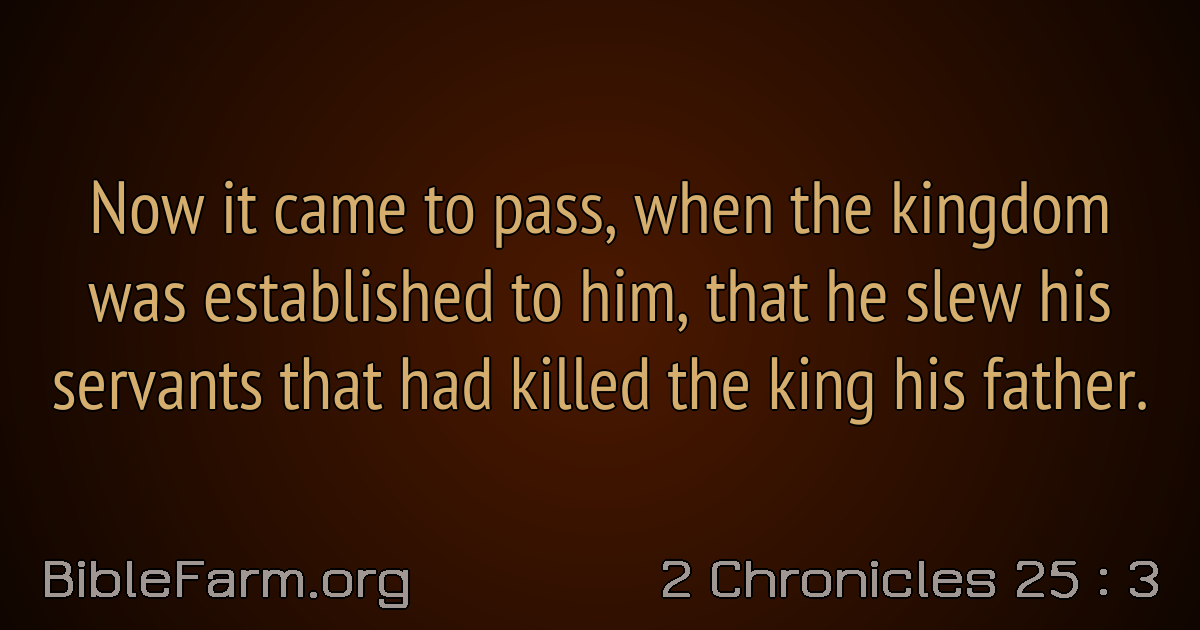 Now it came to pass, when the kingdom
was established to him, that he slew his
servants that had killed the king his father.
BibleFarm.org
2 Chronicles 25 : 3